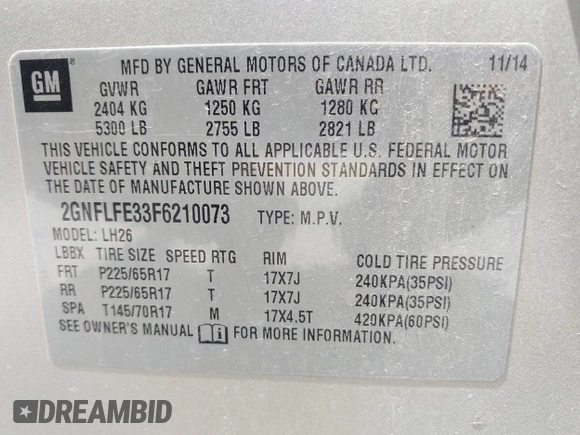 GM ®
MFD BY GENERAL MOTORS OF CANADA LTD. 11/14
GVWR GAWR FRT GAWR RR
2404 KG 1250 KG 1280 KG
5300 LB 2755 LB 2821 LB
THIS VEHICLE CONFORMS TO ALL APPLICABLE U.S. FEDERAL MOTOR
VEHICLE SAFETY AND THEFT PREVENTION STANDARDS IN EFFECT ON
DATE OF MANUFACTURE SHOWN ABOVE.
2GNFLFE33F6210073 TYPE: M.P.V.
MODEL: LH26
LBBX TIRE SIZE SPEED RTG RIM COLD TIRE PRESSURE
FRT P225/65R17 T 17X7J 240KPA(35PSI)
RR P225/65R17 T 17X7J 240KPA(35PSI)
SPA T145/70R17 M 17X4.5T 420KPA(60PSI)
SEE OWNER'S MANUAL FOR MORE INFORMATION
DREAMBID